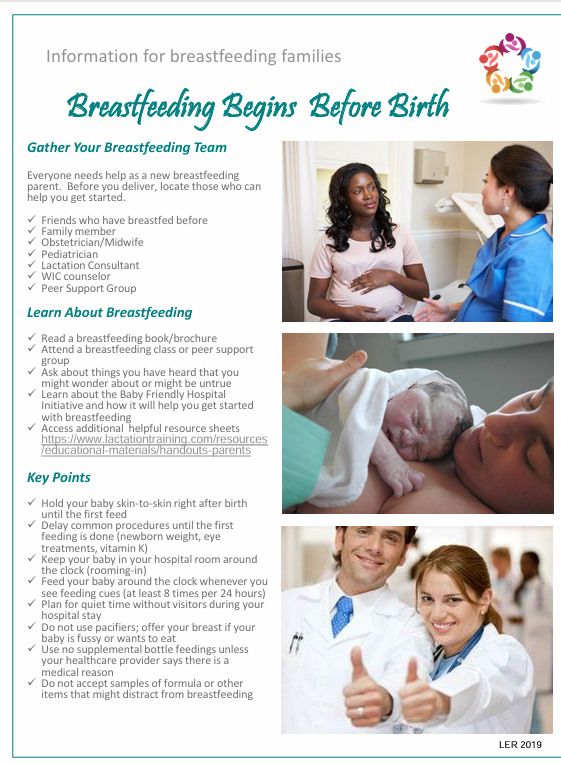 Information for breastfeeding families
Breastfeeding Begins Before Birth
Gather Your Breastfeeding Team
Everyone needs help as a new breastfeeding
parent. Before you deliver, locate those who can
help you get started.
✓ Friends who have breastfed before
✓ Family member
✓ Obstetrician/Midwife
✓ Pediatrician
✓ Lactation Consultant
✓ WIC counselor
✓ Peer Support Group
Learn About Breastfeeding
✓ Read a breastfeeding book/brochure
✓ Attend a breastfeeding class or peer support
group
✓ Ask about things you have heard that you
might wonder about or might be untrue
✓ Learn about the Baby Friendly Hospital
Initiative and how it will help you get started
with breastfeeding
✓ Access additional helpful resource sheets
https://www.lactationtraining.com/resources
/educational-materials/handouts-parents
Key Points
✓ Hold your baby skin-to-skin right after birth
until the first feed
✓ Delay common procedures until the first
feeding is done (newborn weight, eye
treatments, vitamin K)
✓ Keep your baby in your hospital room around
the clock (rooming-in)
✓ Feed your baby around the clock whenever you
see feeding cues (at least 8 times per 24 hours)
✓ Plan for quiet time without visitors during your
hospital stay
✓ Do not use pacifiers; offer your breast if your
baby is fussy or wants to eat
✓ Use no supplemental bottle feedings unless
your healthcare provider says there is a
medical reason
✓ Do not accept samples of formula or other
items that might distract from breastfeeding
LER 2019